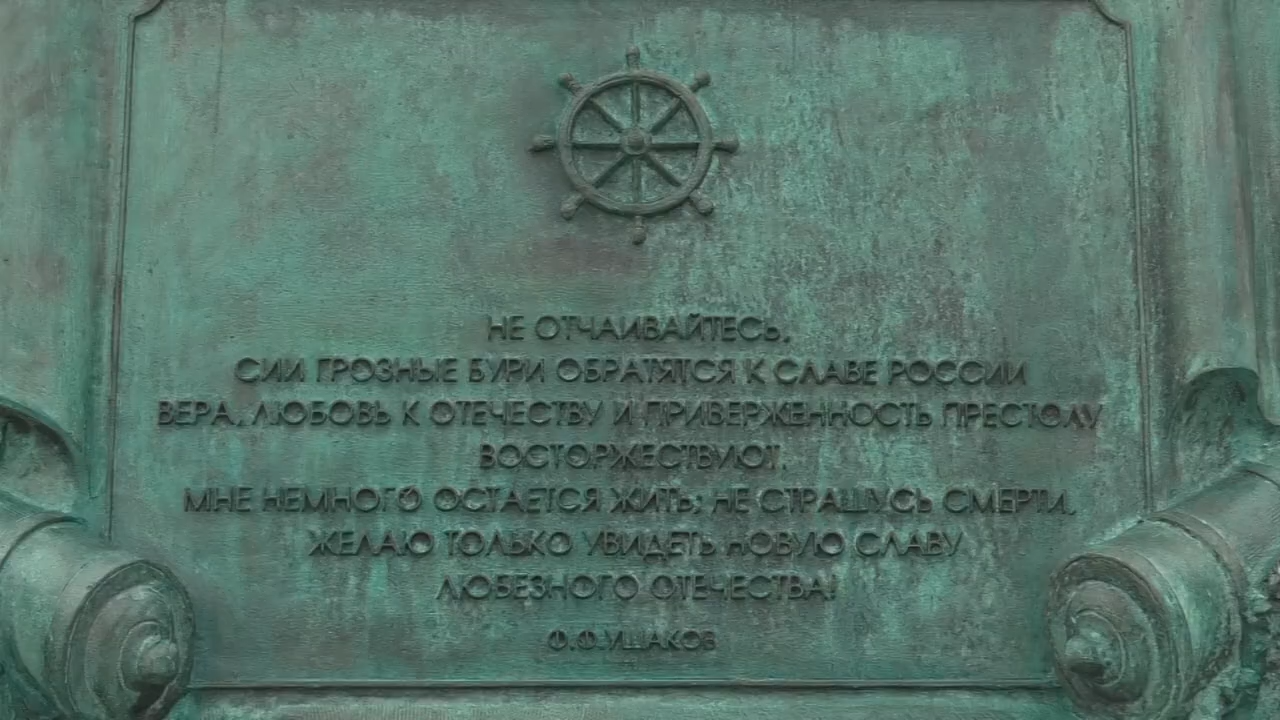 НЕ ОТЧАИВАЙТЕСЬ,
СИИ ГРОЗНЫЕ БУРИ ОБРАТЯТСЯ К СЛАВЕ РОССИИ
ВЕРА, ЛЮБОВЬ К ОТЕЧЕСТВУ И ПРИВЕРЖЕННОСТЬ ПРЕСТОЛУ
ВОСТОРЖЕСТВУЮТ.
МНЕ НЕМНОГО ОСТАЕТСЯ ЖИТЬ; НЕ СТРАШУСЬ СМЕРТИ,
ЖЕЛАЮ ТОЛЬКО УВИДЕТЬ НОВУЮ СЛАВУ
ЛЮБЕЗНОГО ОТЕЧЕСТВА!
Ф.Ф.УШАКОВ